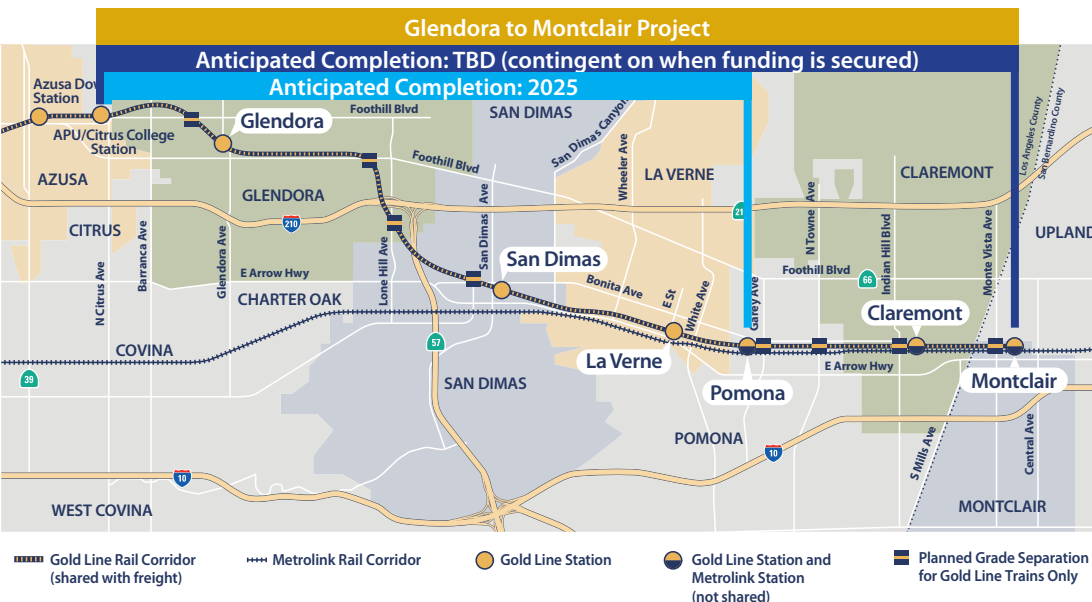 Glendora to Montclair Project
Anticipated Completion: TBD (contingent on when funding is secured)
Anticipated Completion: 2025
Azusa Dow
Station
APU/Citrus College
Station
Glendora
Foothill Blvd
SAN DIMAS
San Dimas Canyon
Foothill Blvd
Wheeler Ave
LA VERNE
CLAREMONT
Los Angeles County
San Bernardino County
AZUSA
GLENDORA
210
CITRUS
N Citrus Ave
Barranca Ave
Glendora Ave
Lone Hill Ave
San Dimas Ave
21
N Towne Ave
Indian Hill Blvd
Monte Vista Ave
UPLAND
E Arrow Hwy
CHARTER OAK
San Dimas
Bonita Ave
E St
White Ave
Garey Ave
Foothill Blvd
66
Claremont
COVINA
57
39
La Verne
E Arrow Hwy
Pomona
Montclair
SAN DIMAS
POMONA
10
10
S Mills Ave
Central Ave
WEST COVINA
MONTCLAIR
Gold Line Rail Corridor
(shared with freight)
Metrolink Rail Corridor
Gold Line Station
Gold Line Station and
Metrolink Station
(not shared)
Planned Grade Separation
for Gold Line Trains Only